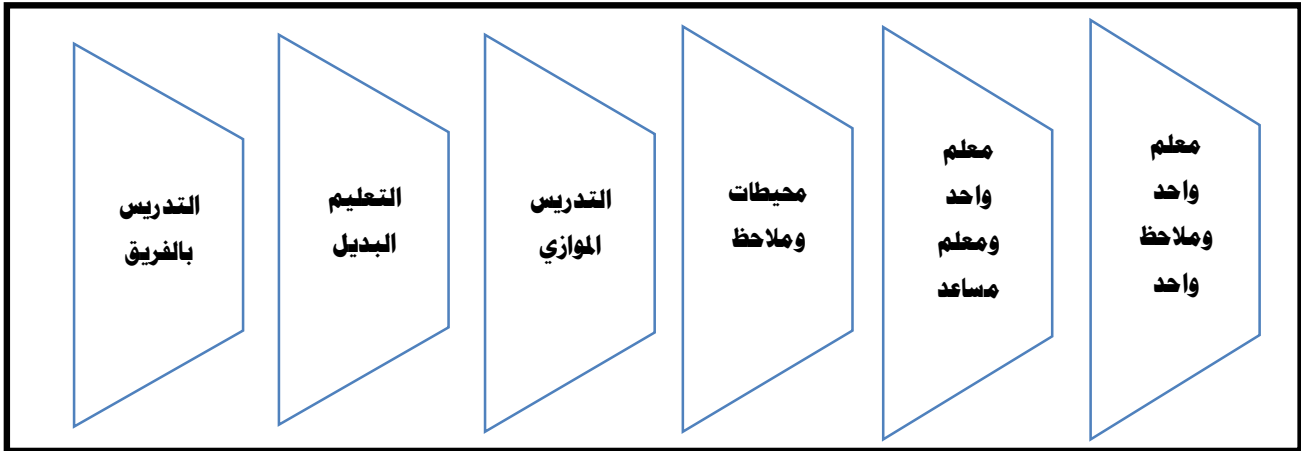 معلم
واحد
وملاحظ
واحد
معلم
واحد
ومعلم
مساعد
محيطات
وملاحظ
التدريس
الموازي
التعليم
البديل
التدريس
بالفريق